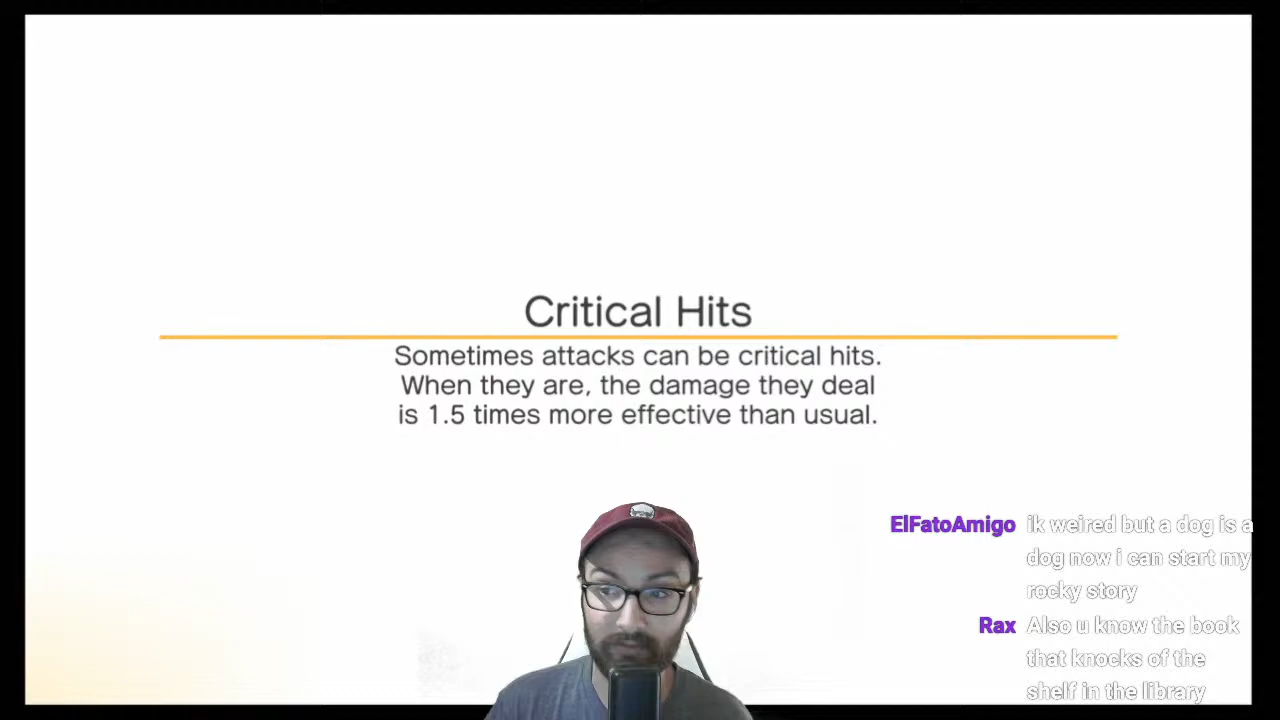 Critical Hits
Sometimes attacks can be critical hits.
When they are, the damage they deal
is 1.5 times more effective than usual.
ElFatoAmigo ik weired but a dog is a
dog now i can start my
rocky story
Rax Also u know the book
that knocks of the
shelf in the library